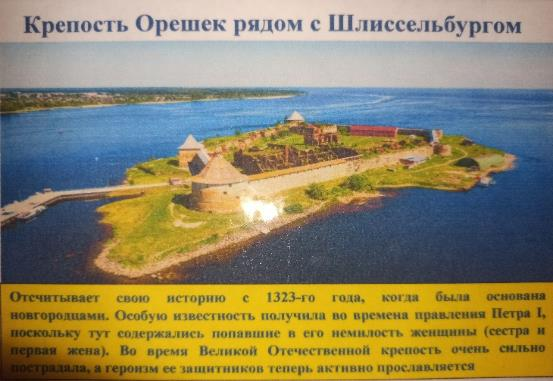 Крепость Орешек рядом с Шлиссельбургом
Отсчитывает свою историю с 1323-го года, когда была основана
новгородцами. Особую известность получила во времена правления Петра I,
поскольку тут содержались попавшие в его немилость женщины (сестра и
первая жена). Во время Великой Отечественной крепость очень сильно
пострадала, а героизм ее защитников теперь активно прославляется